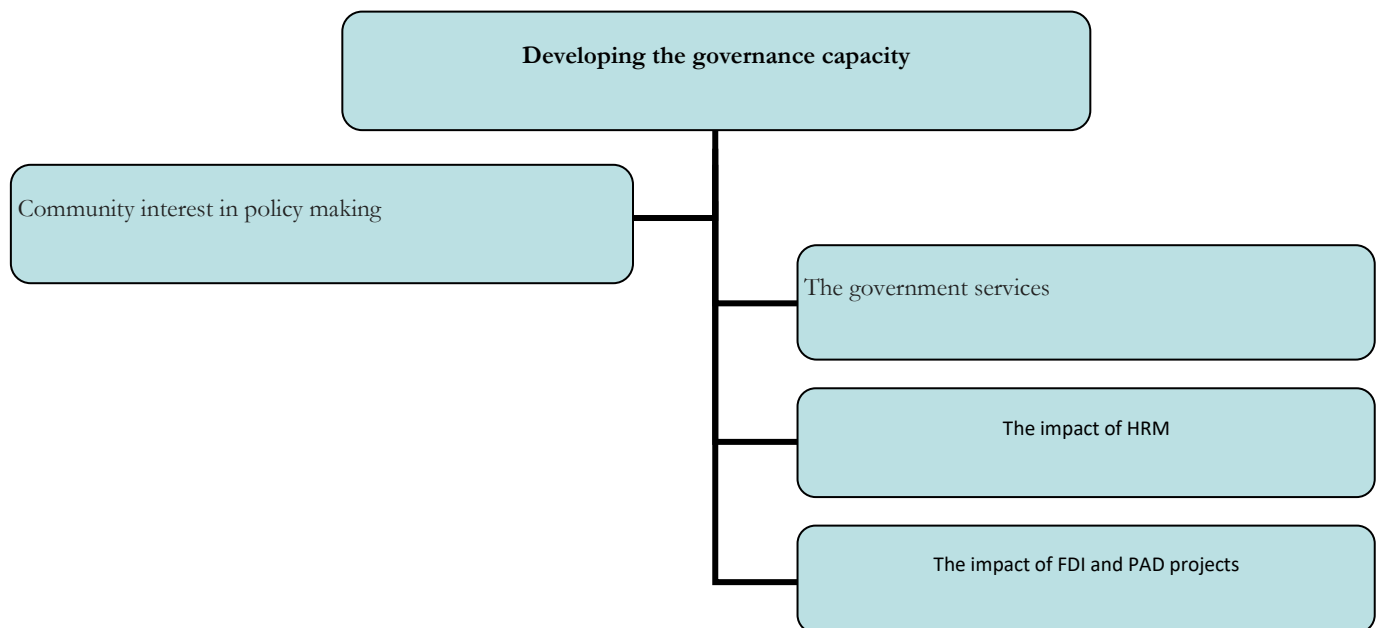 Developing the governance capacity
Community interest in policy making
The government services
The impact of HRM
The impact of FDI and PAD projects